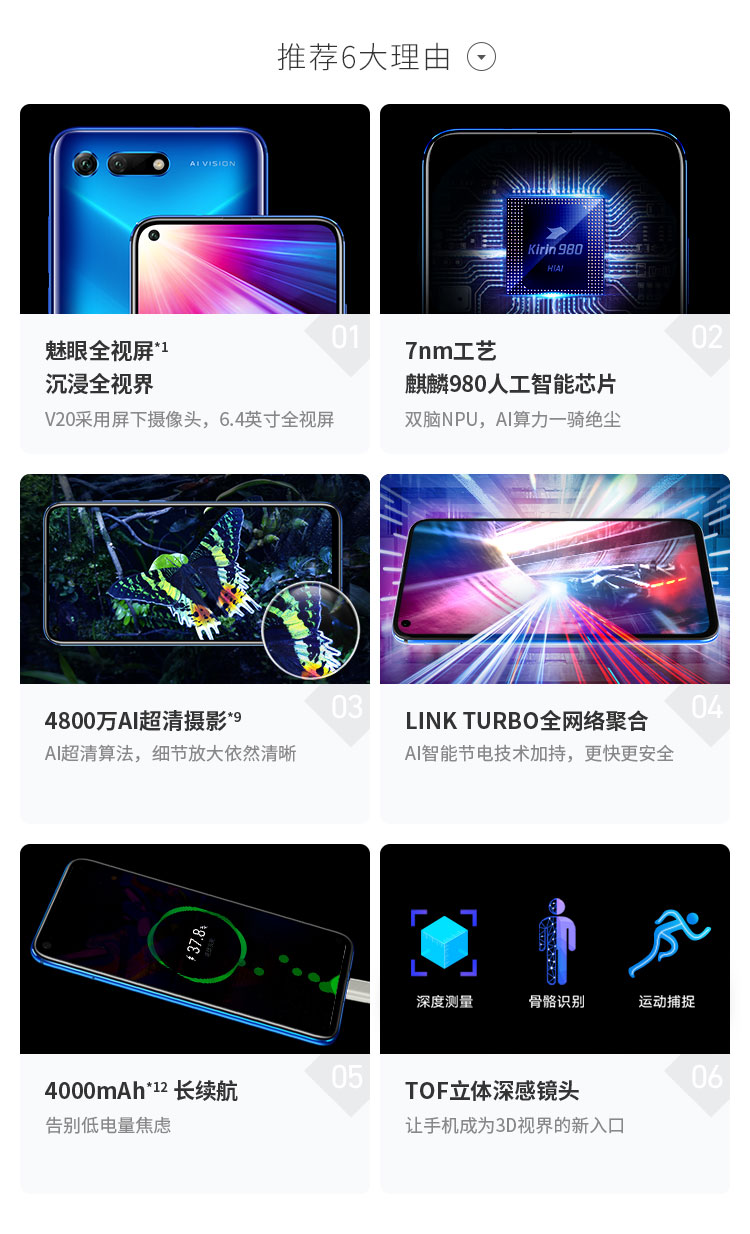 推荐6大理由
AI VISION
01
魅眼全视屏*1
沉浸全视界
V20采用屏下摄像头，6.4英寸全视屏
Kirin 980
HiAI
02
7nm工艺
麒麟980人工智能芯片
双脑NPU，AI算力一骑绝尘
03
4800万AI超清摄影*9
AI超清算法，细节放大依然清晰
04
LINK TURBO全网络聚合
AI智能节电技术加持，更快更安全
37.8%
05
4000mAh*12 长续航
告别低电量焦虑
深度测量
骨骼识别
运动捕捉
06
TOF立体深感镜头
让手机成为3D视界的新入口